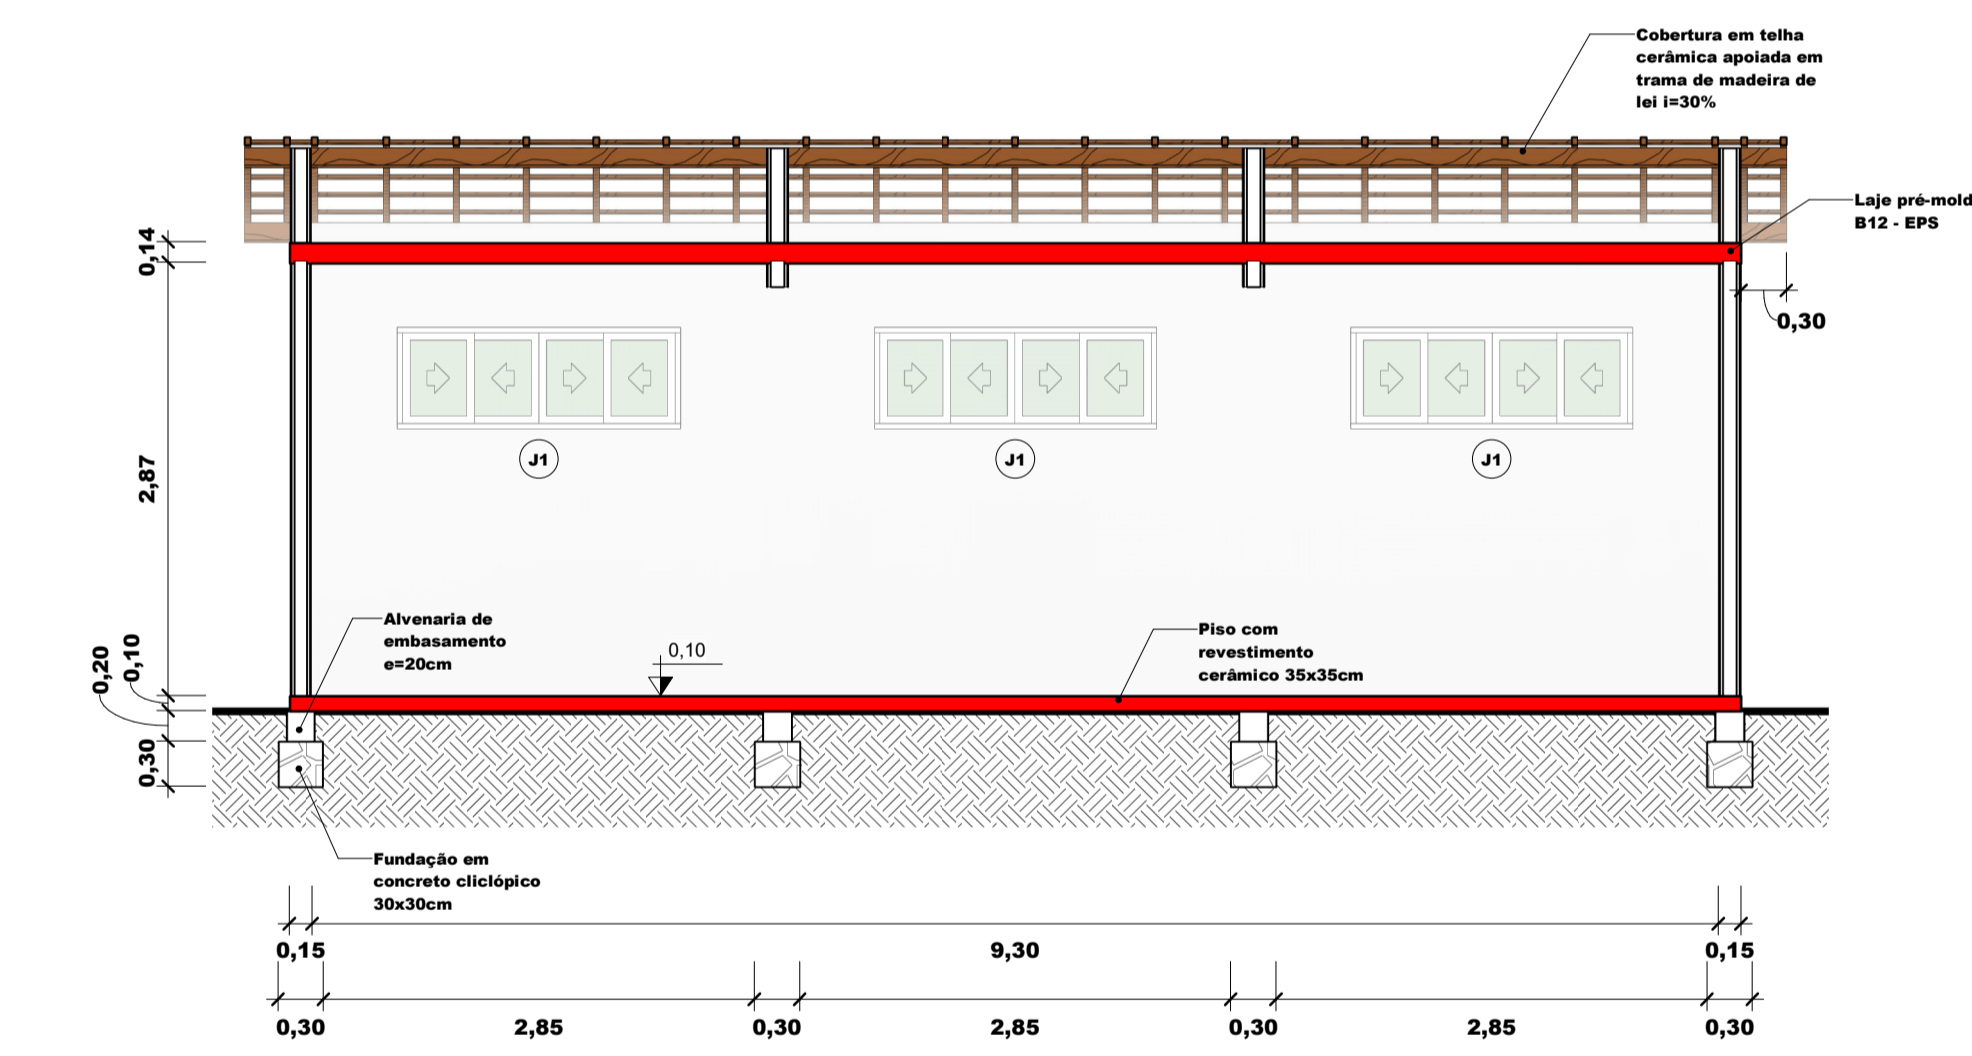 Cobertura em telha
cerâmica apoiada em
trama de madeira de
lei i=30%
Laje pré-mold
B12 - EPS
0,14
0,30
J1
J1
J1
2,87
Alvenaria de
embasamento
e=20cm
0,10
Piso com
revestimento
cerâmico 35x35cm
0,20
0,10
0,30
Fundação em
concreto cliclópico
30x30cm
0,15
9,30
0,15
0,30
2,85
0,30
2,85
0,30
2,85
0,30